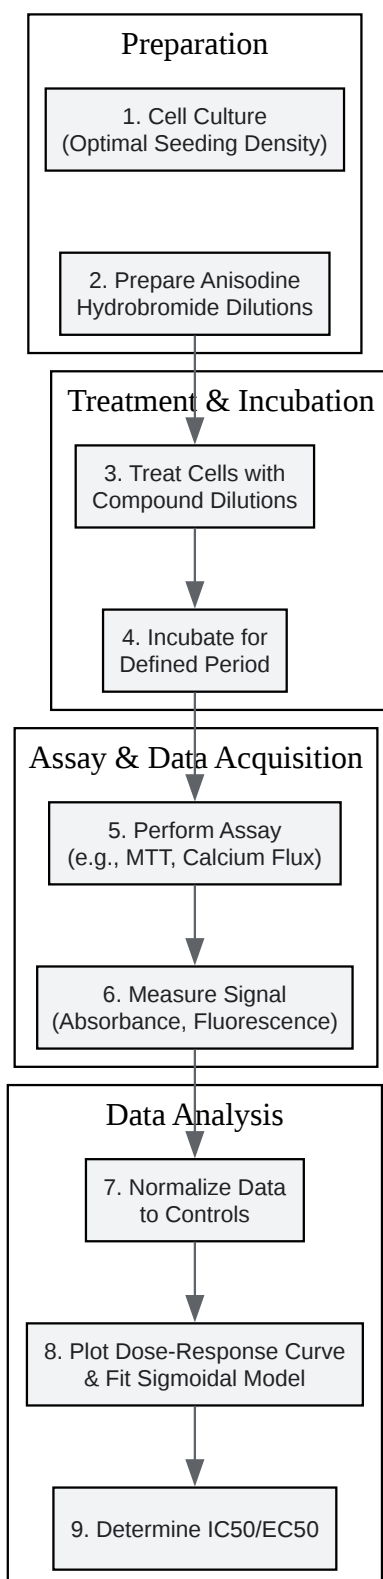 Preparation
1. Cell Culture
(Optimal Seeding Density)
2. Prepare Anisodine
Hydrobromide Dilutions
Treatment & Incubation
3. Treat Cells with
Compound Dilutions
4. Incubate for
Defined Period
Assay & Data Acquisition
5. Perform Assay
(e.g., MTT, Calcium Flux)
6. Measure Signal
(Absorbance, Fluorescence)
Data Analysis
7. Normalize Data
to Controls
8. Plot Dose-Response Curve
& Fit Sigmoidal Model
9. Determine IC50/EC50